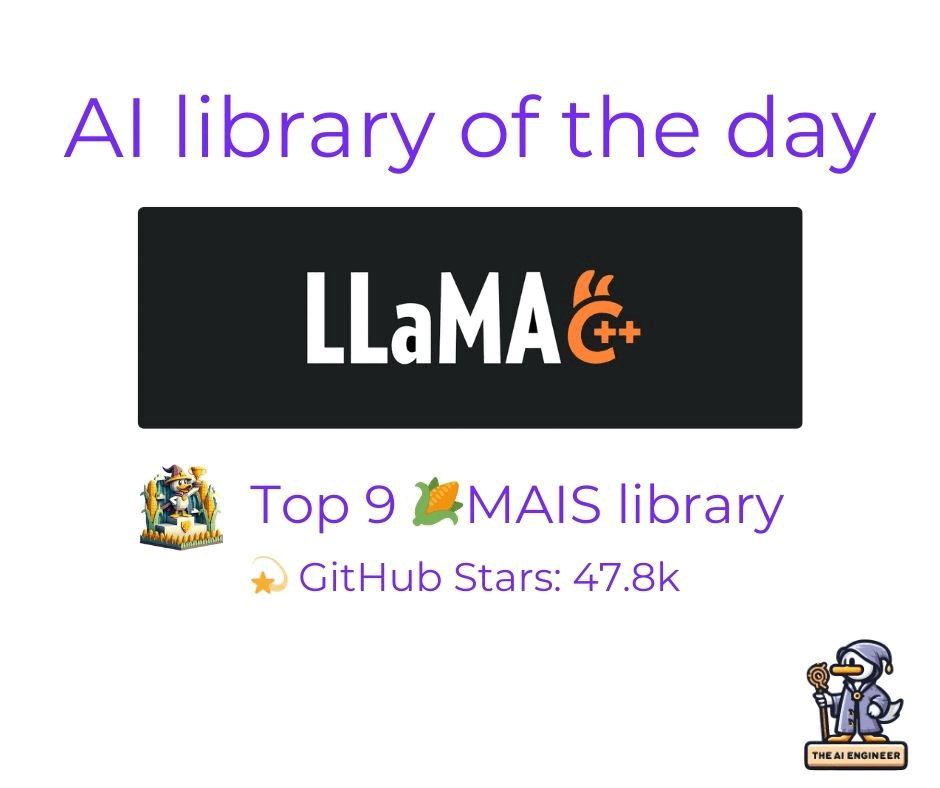 AI library of the day
LLaMA C++
Top 9 🌽MAIS library
💫 GitHub Stars: 47.8k
THE AI ENGINEER